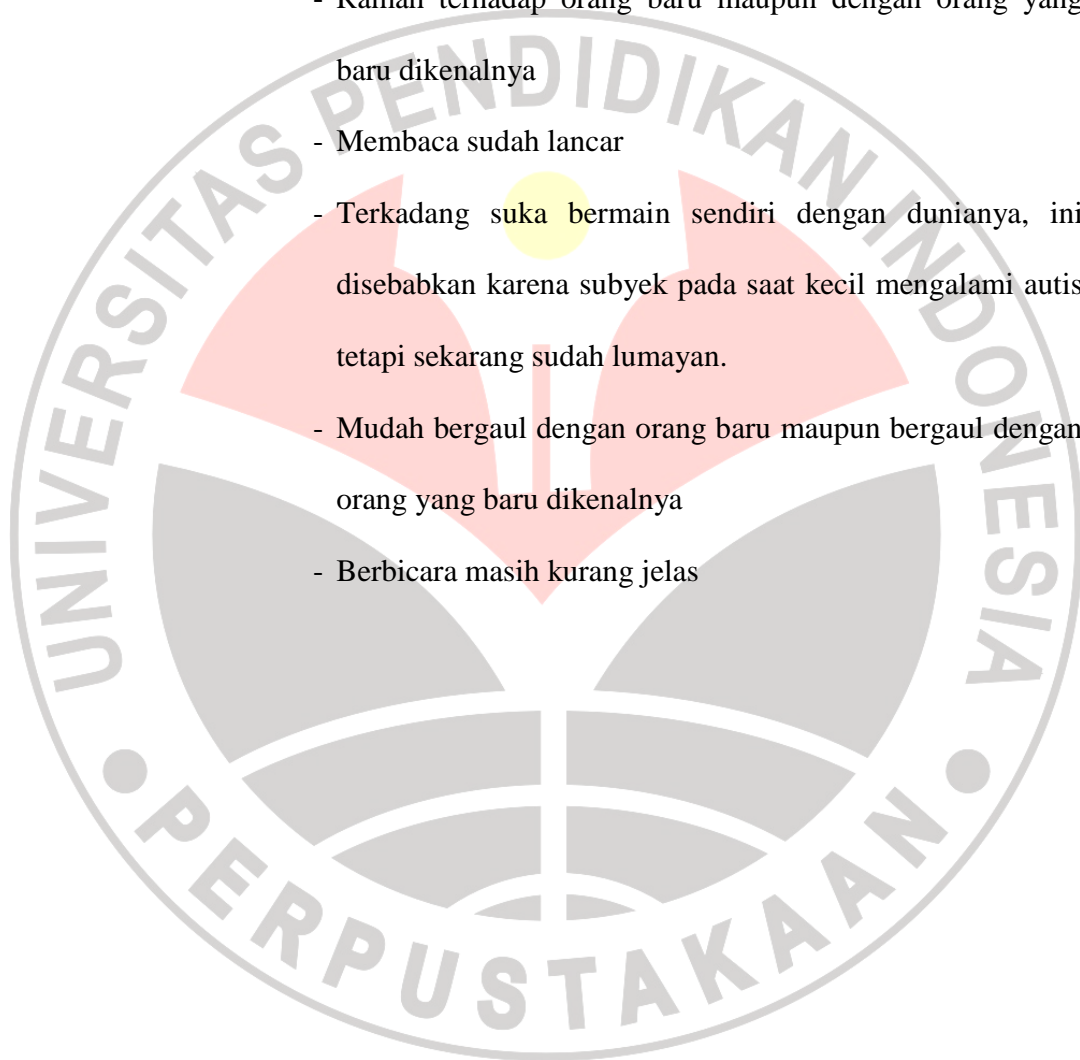 - Ramah terhadap orang baru maupun dengan orang yang
baru dikenalnya
- Membaca sudah lancar
- Terkadang suka bermain sendiri dengan dunianya, ini
disebabkan karena subyek pada saat kecil mengalami autis
tetapi sekarang sudah lumayan.
- Mudah bergaul dengan orang baru maupun bergaul dengan
orang yang baru dikenalnya
- Berbicara masih kurang jelas
UNIVERSITAS PENDIDIKAN INDONESIA
PERPUSTAKAAN